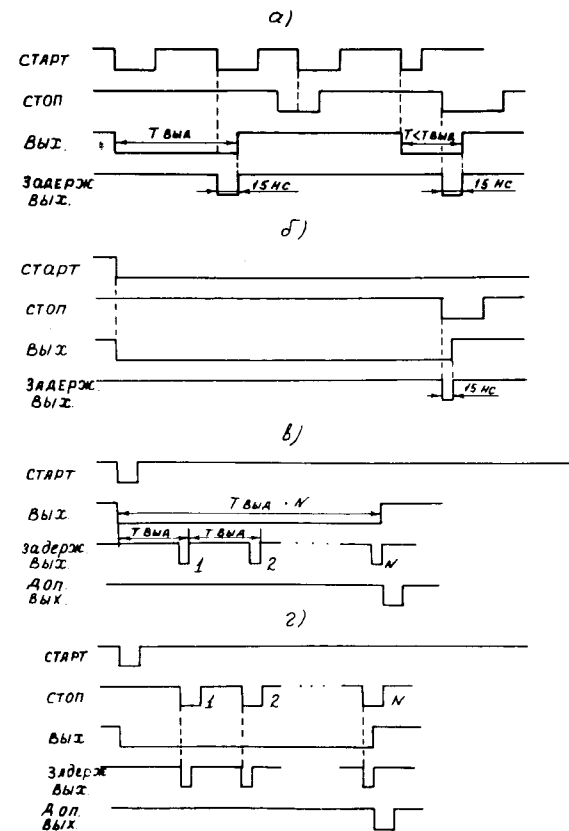 а)
СТАРТ
СТОП
ВЫХ.
Т ВЫД
Т<Т ВЫД
ЗАДЕРЖ
ВЫХ.
15 НС
15 НС
б)
СТАРТ
СТОП
ВЫХ
ЗАДЕРЖ.
ВЫХ.
15 НС
в)
СТАРТ
ВЫХ.
Т ВЫД · N
Т ВЫД
Т ВЫД
Задерж.
ВЫХ.
1
2
N
ДОП.
ВЫХ.
г)
СТАРТ
СТОП
1
2
N
ВЫХ
ЗАдерж
ВЫХ.
ДОП.
ВЫХ.